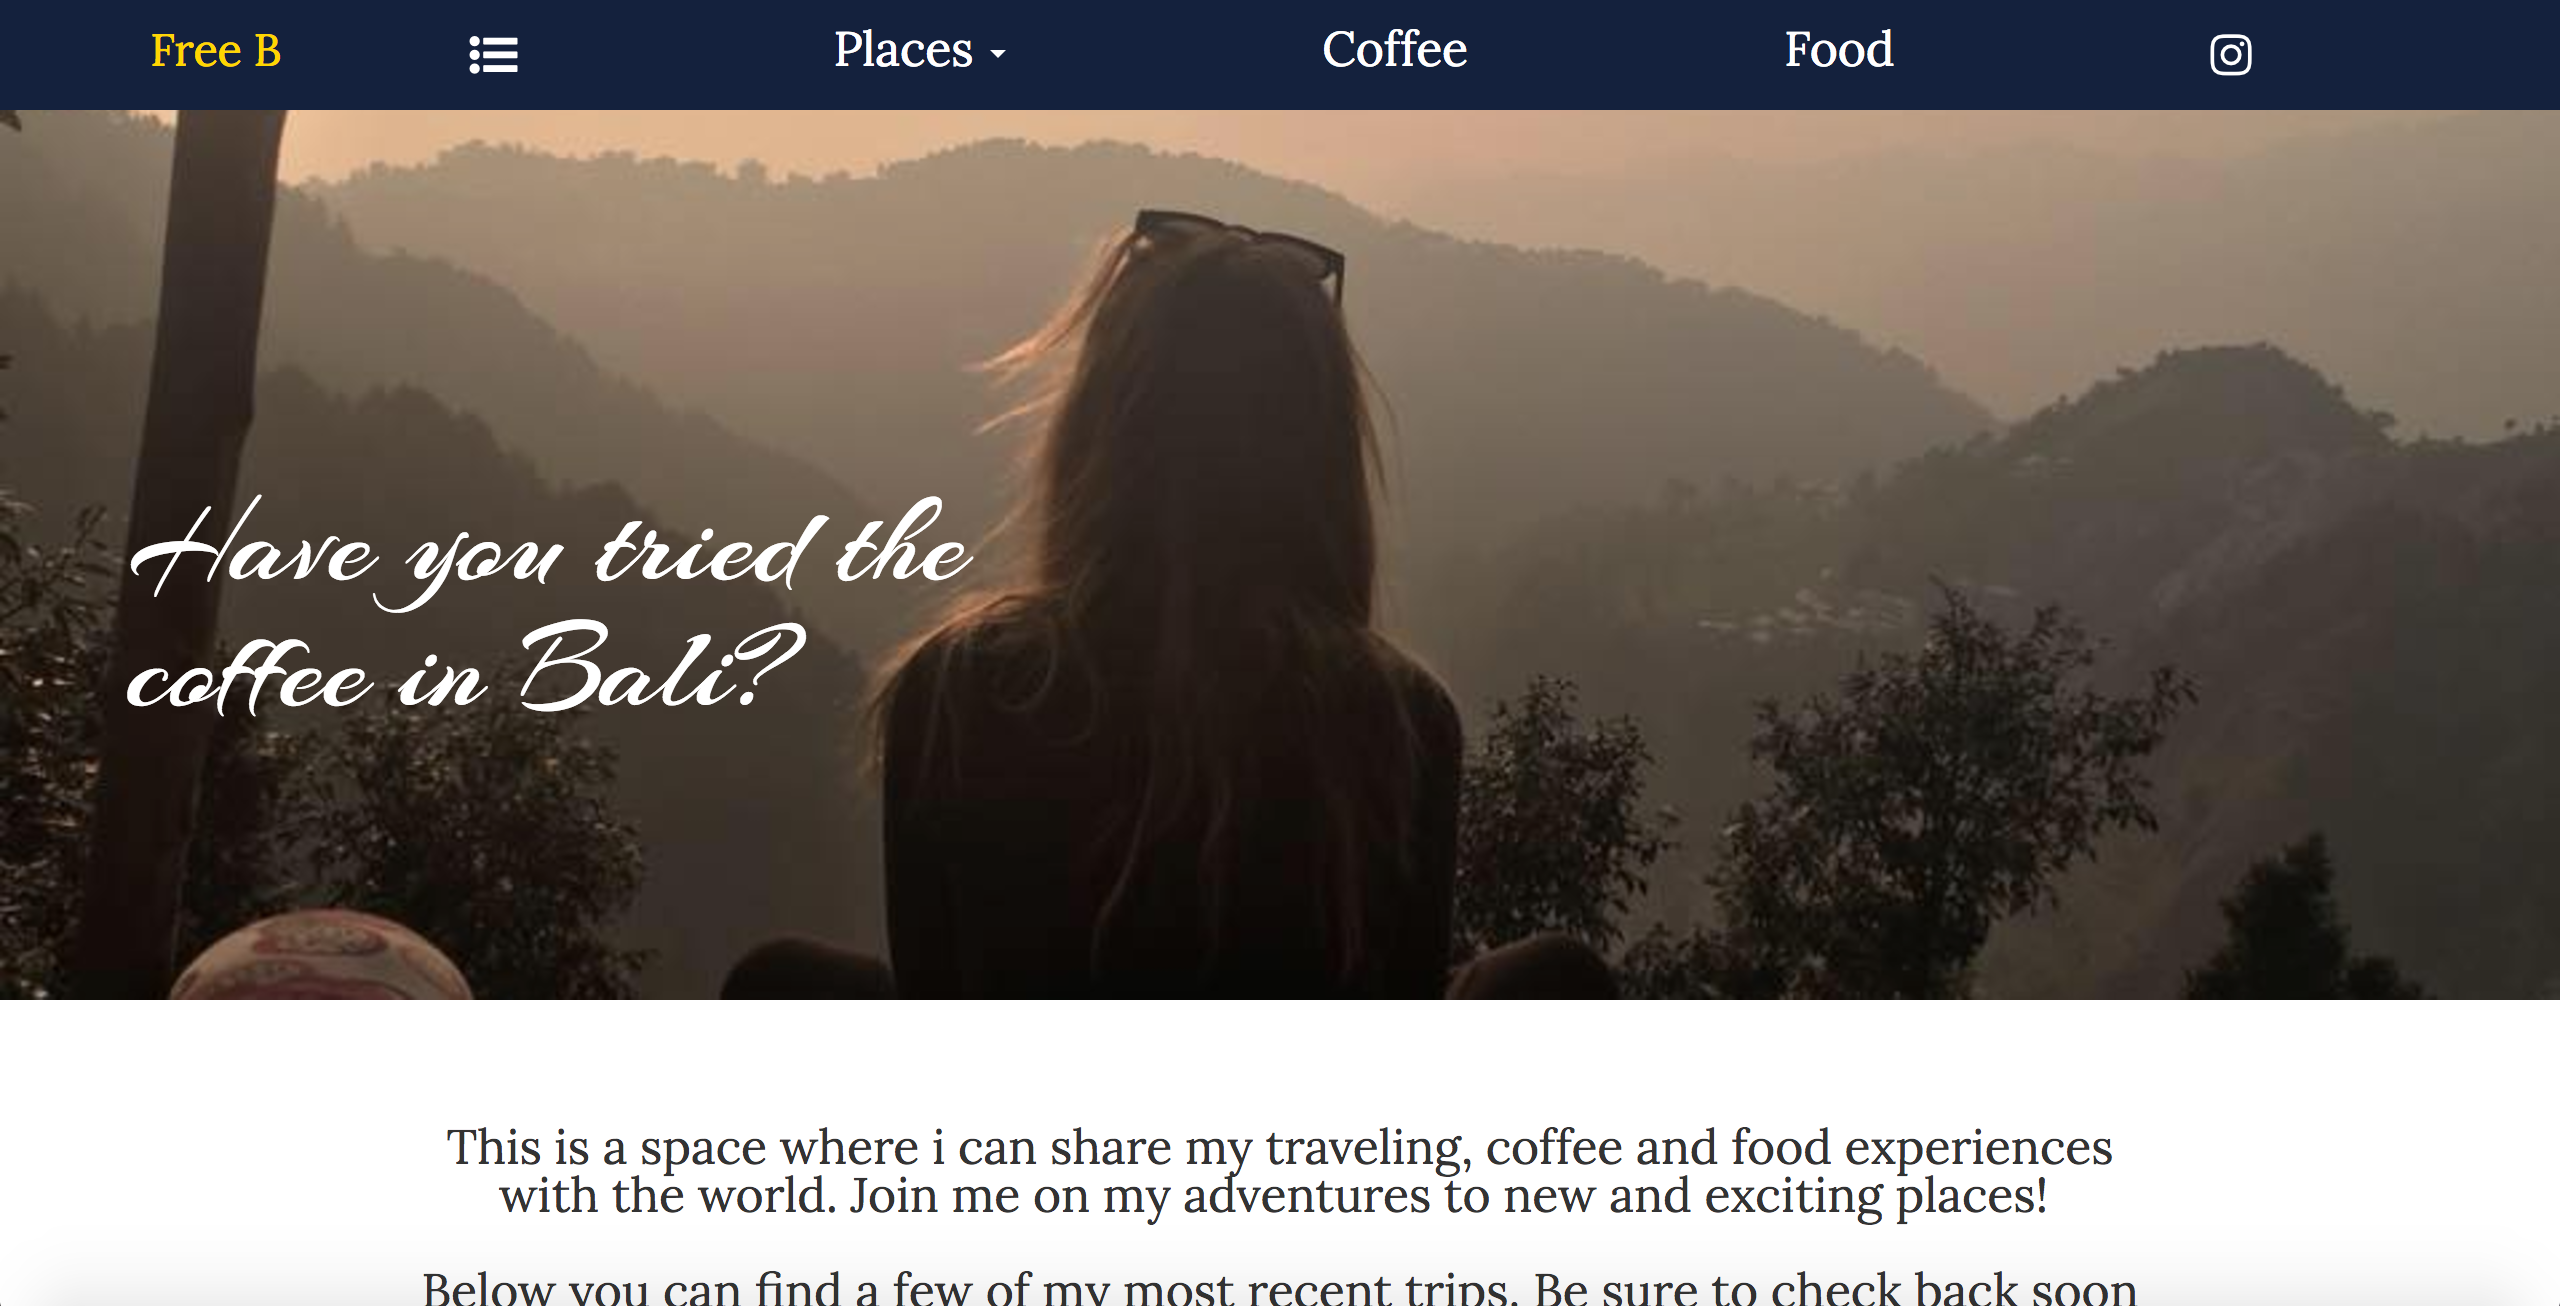 Free B Places Coffee Food
Have you tried the
coffee in Bali?
This is a space where i can share my traveling, coffee and food experiences
with the world. Join me on my adventures to new and exciting places!
Below you can find a few of my most recent trips. Be sure to check back soon